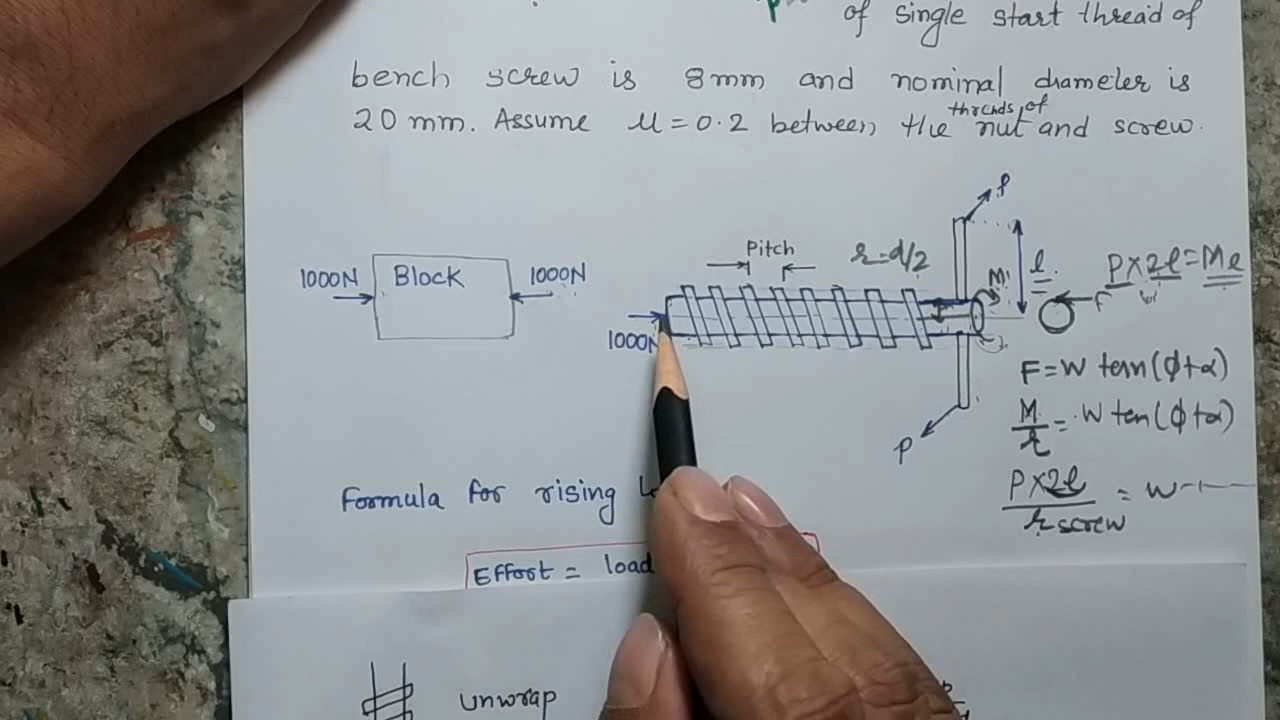 of single start thread of
bench screw is 8mm and nominal diameter is
threads of
20 mm. Assume μ = 0.2 between the nut and screw.
Pitch
r = d/2
P
1000N
Block
1000N
M
l
P×2l = Me
F
1000N
F = W tan(φ+α)
M/r = W tan(φ+α)
P
P×2l / r screw = W
Formula for rising
Effort = load
unwrap